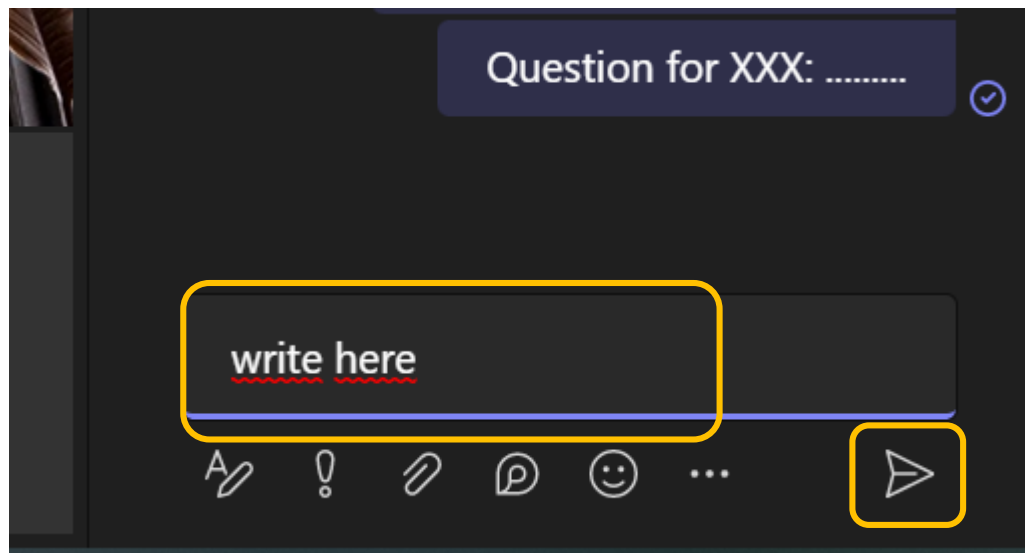 Question for XXX: .........
write here